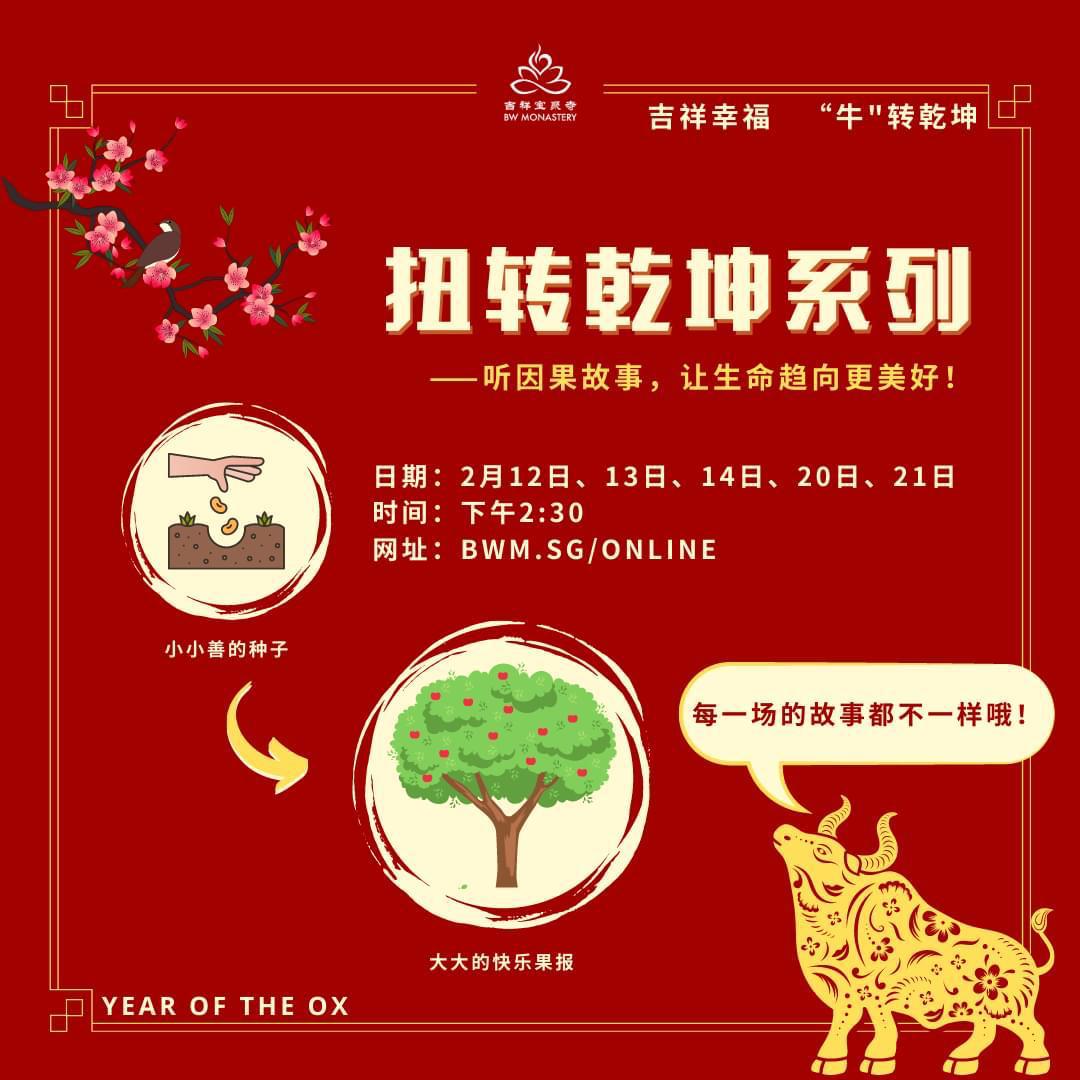 吉祥宝聚寺
BW MONASTERY
吉祥幸福 “牛"转乾坤
扭转乾坤系列
——听因果故事，让生命趋向更美好！
日期：2月12日、13日、14日、20日、21日
时间：下午2:30
网址：BWM.SG/ONLINE
小小善的种子
每一场的故事都不一样哦！
大大的快乐果报
YEAR OF THE OX